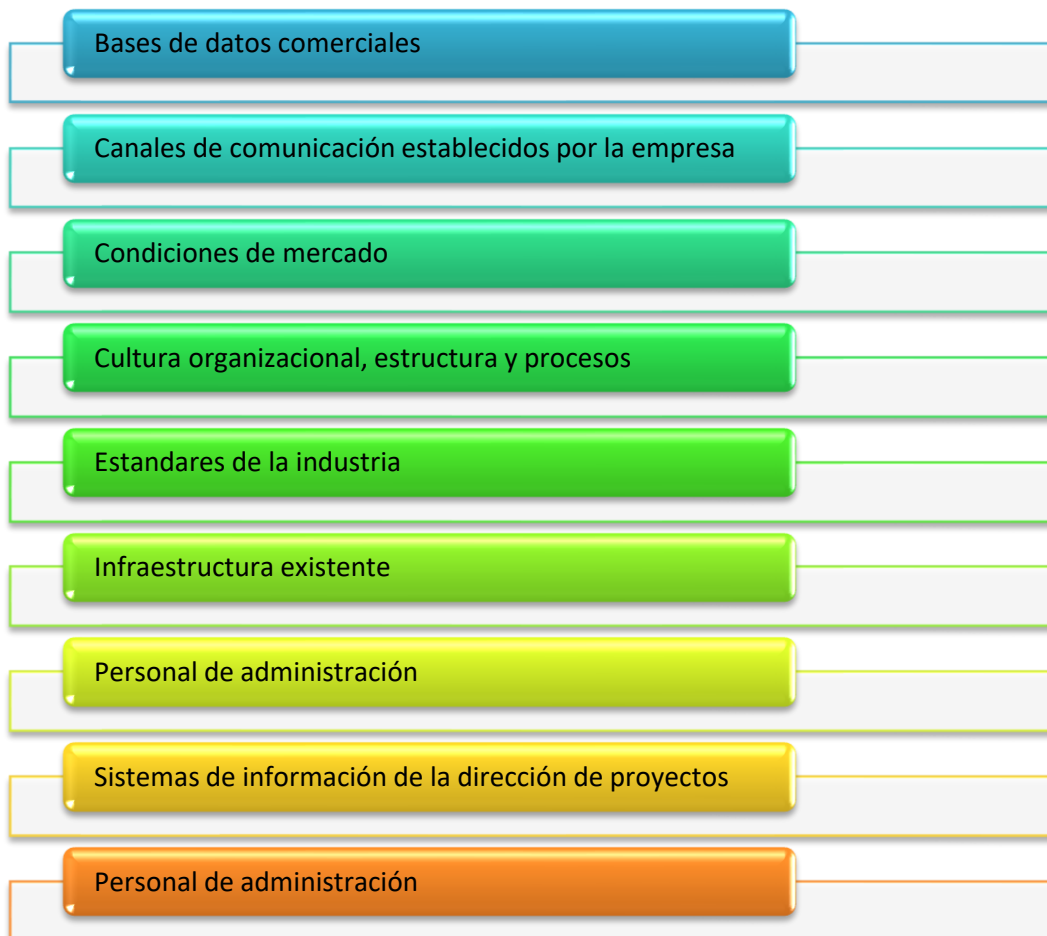 Bases de datos comerciales
Canales de comunicación establecidos por la empresa
Condiciones de mercado
Cultura organizacional, estructura y procesos
Estandares de la industria
Infraestructura existente
Personal de administración
Sistemas de información de la dirección de proyectos
Personal de administración